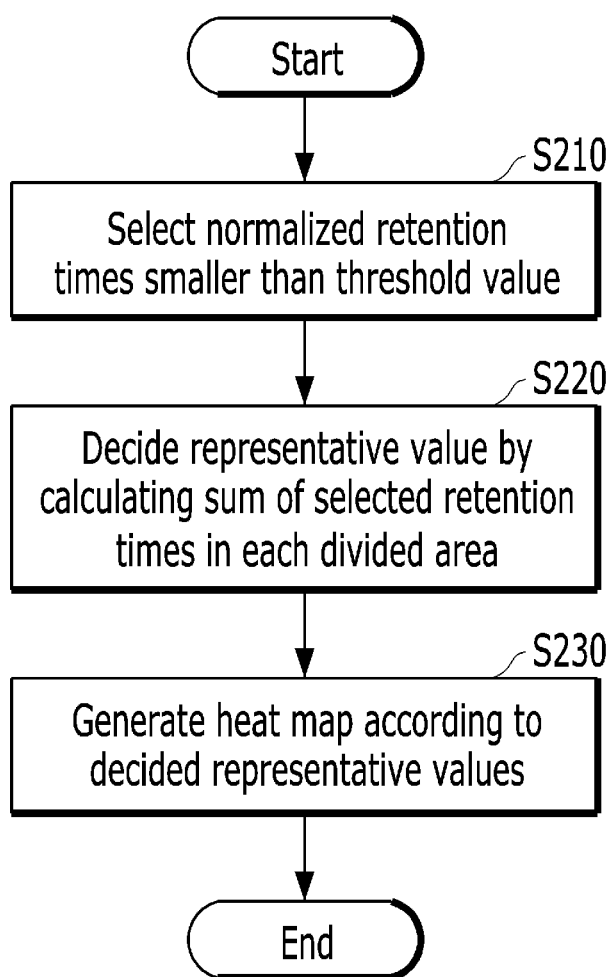 Start
S210
Select normalized retention
times smaller than threshold value
S220
Decide representative value by
calculating sum of selected retention
times in each divided area
S230
Generate heat map according to
decided representative values
End